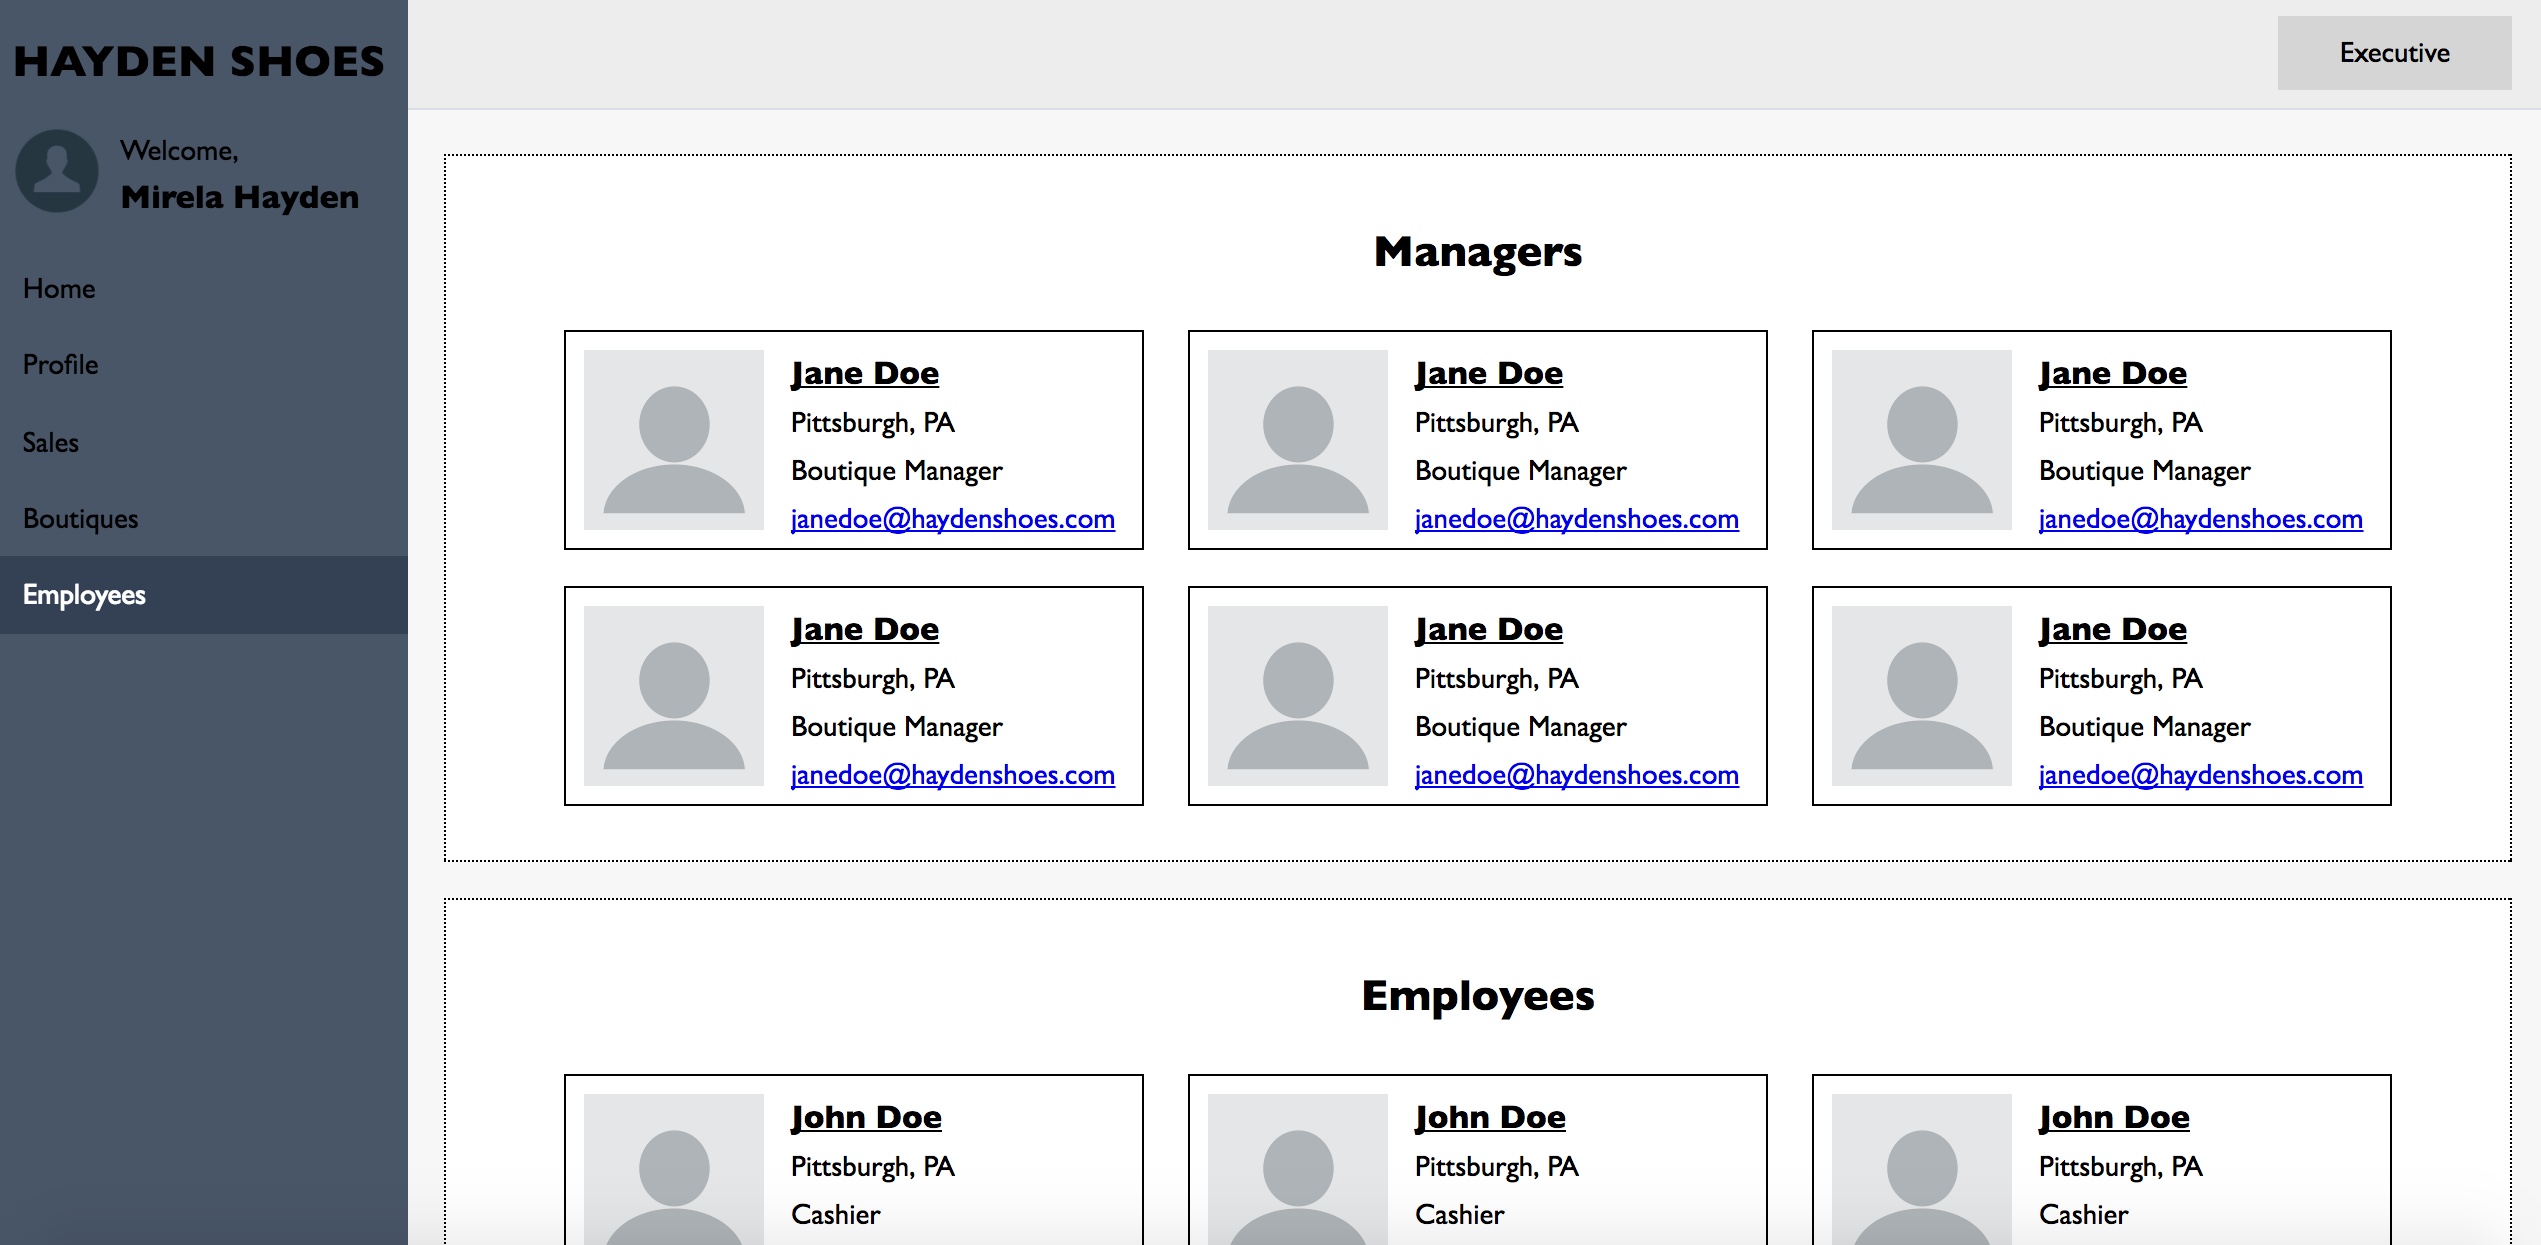 HAYDEN SHOES
Welcome,
Mirela Hayden
Home
Profile
Sales
Boutiques
Employees
Executive
Managers
Jane Doe
Pittsburgh, PA
Boutique Manager
janedoe@haydenshoes.com
Jane Doe
Pittsburgh, PA
Boutique Manager
janedoe@haydenshoes.com
Jane Doe
Pittsburgh, PA
Boutique Manager
janedoe@haydenshoes.com
Jane Doe
Pittsburgh, PA
Boutique Manager
janedoe@haydenshoes.com
Jane Doe
Pittsburgh, PA
Boutique Manager
janedoe@haydenshoes.com
Jane Doe
Pittsburgh, PA
Boutique Manager
janedoe@haydenshoes.com
Employees
John Doe
Pittsburgh, PA
Cashier
John Doe
Pittsburgh, PA
Cashier
John Doe
Pittsburgh, PA
Cashier